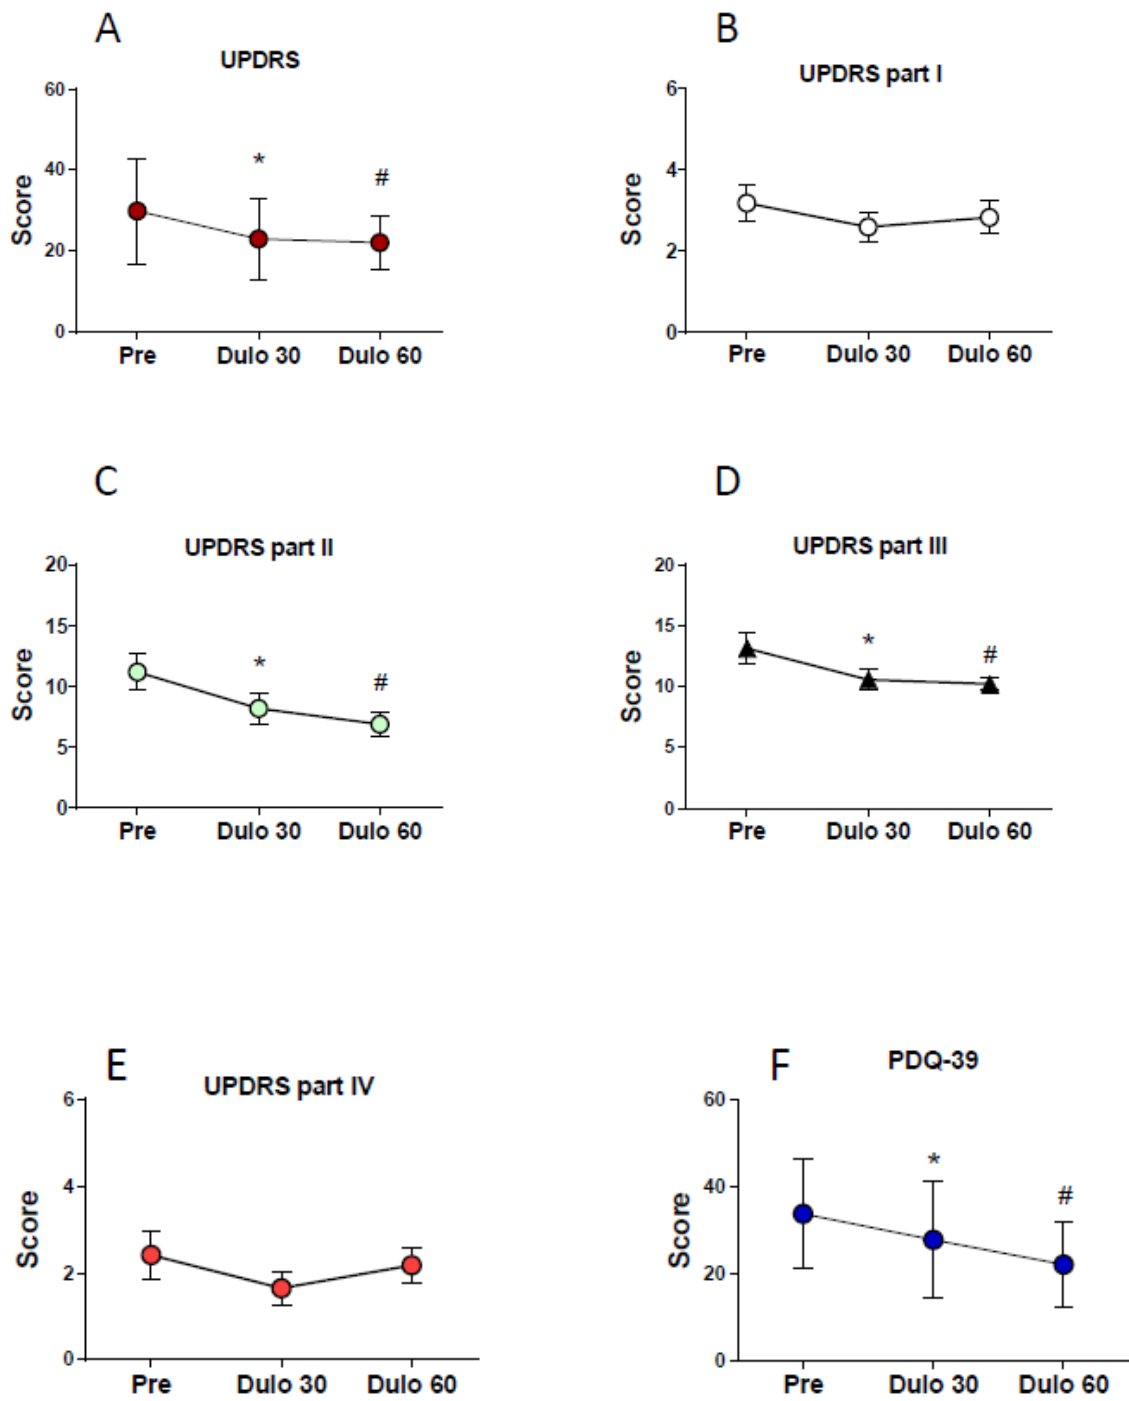 A
UPDRS
60
40
20
0
Score
*
#
Pre Dulo 30 Dulo 60
B
UPDRS part I
6
4
2
0
Score
Pre Dulo 30 Dulo 60
C
UPDRS part II
20
15
10
5
0
Score
*
#
Pre Dulo 30 Dulo 60
D
UPDRS part III
20
15
10
5
0
Score
*
#
Pre Dulo 30 Dulo 60
E
UPDRS part IV
6
4
2
0
Score
Pre Dulo 30 Dulo 60
F
PDQ-39
60
40
20
0
Score
*
#
Pre Dulo 30 Dulo 60